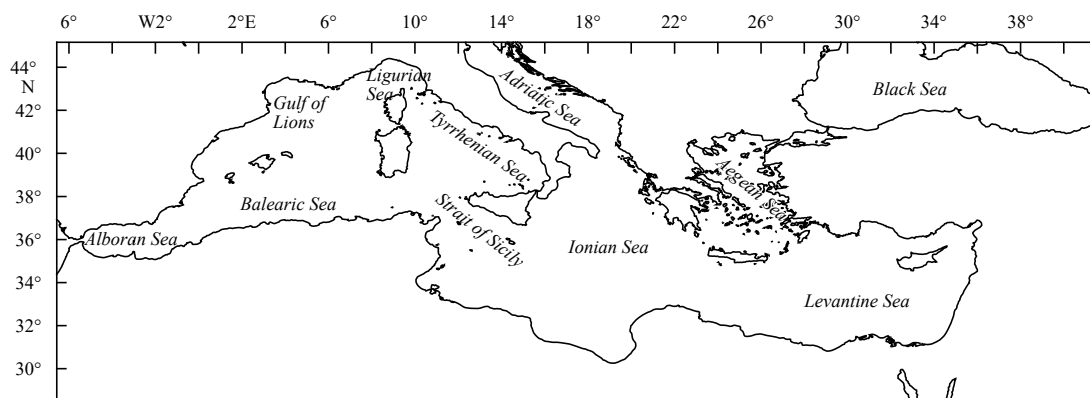 6° W2° 2°E 6° 10° 14° 18° 22° 26° 30° 34° 38°
44°
N
42°
40°
38°
36°
34°
32°
30°
Ligurian
Sea
Adriatic Sea
Black Sea
Gulf of
Lions
Tyrrhenian Sea
Aegean Sea
Balearic Sea
Strait of Sicily
Alboran Sea
Ionian Sea
Levantine Sea